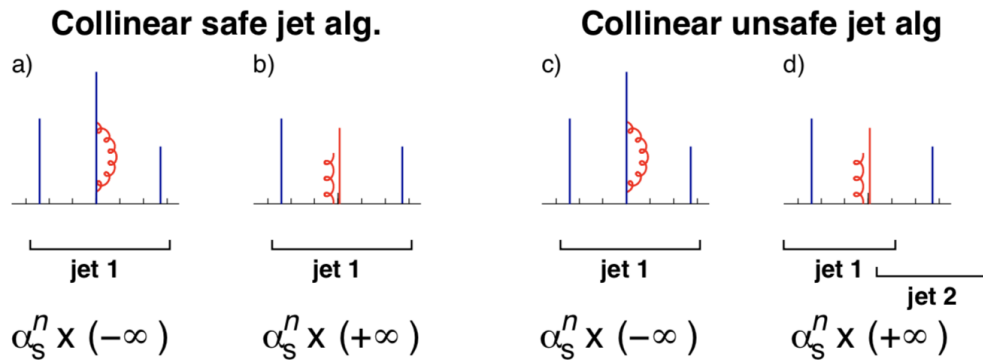 Collinear safe jet alg.
Collinear unsafe jet alg
a)
b)
c)
d)
jet 1
jet 1
jet 1
jet 1
jet 2
αₛⁿ x (−∞)
αₛⁿ x (+∞)
αₛⁿ x (−∞)
αₛⁿ x (+∞)